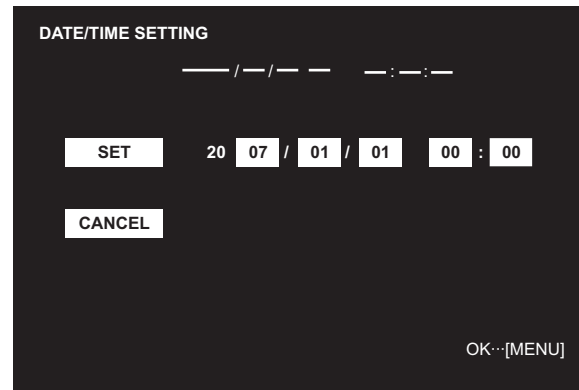 DATE/TIME SETTING
——/—/— — —:—:—
SET 20 07 / 01 / 01 00 : 00
CANCEL
OK···[MENU]